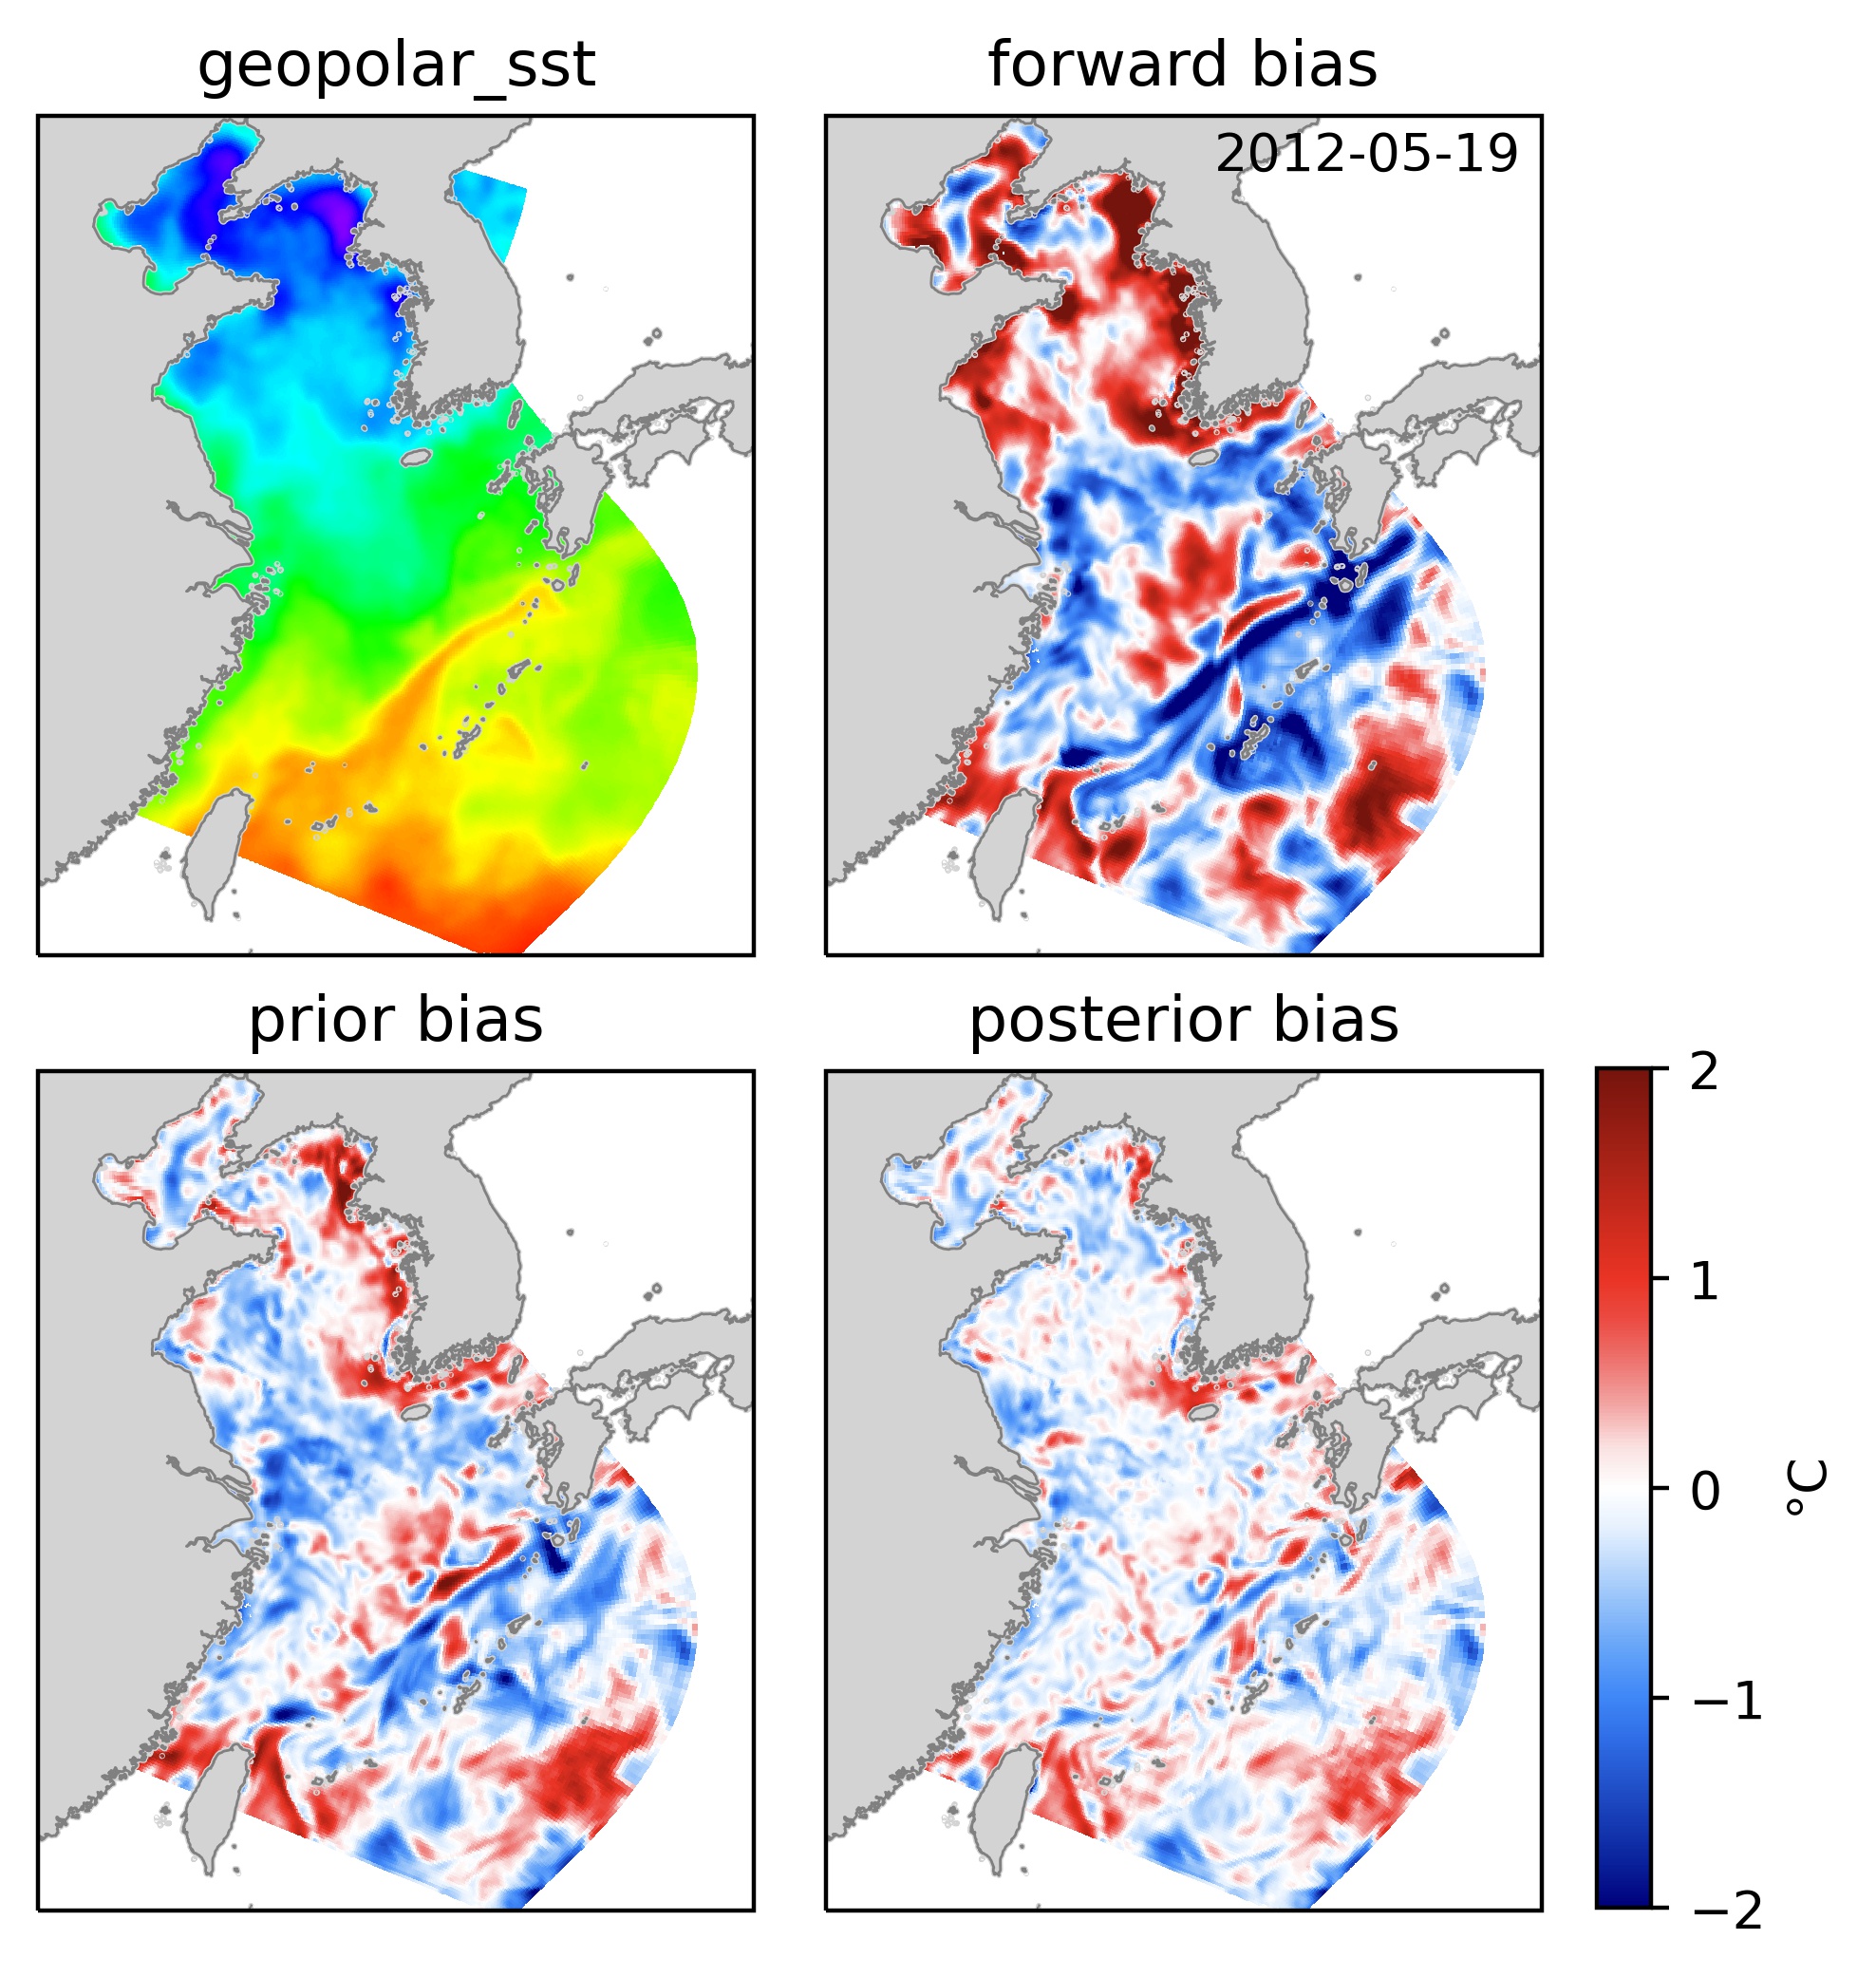 geopolar_sst
forward bias
2012-05-19
prior bias
posterior bias
2
1
0
−1
−2
°C